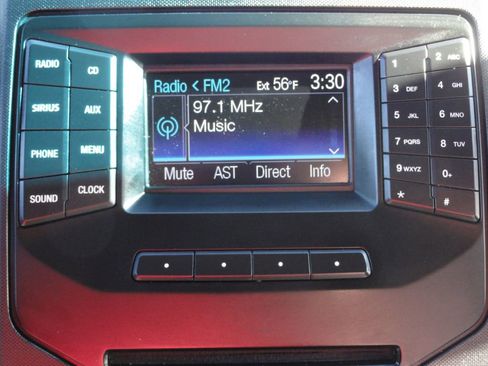 RADIO
CD
SIRIUS
AUX
PHONE
MENU
SOUND
CLOCK
Radio < FM2 Ext 56°F 3:30
97.1 MHz
Music
Mute AST Direct Info
1
2 ABC
3 DEF
4 GHI
5 JKL
6 MNO
7 PQRS
8 TUV
9 WXYZ
0+
*
#